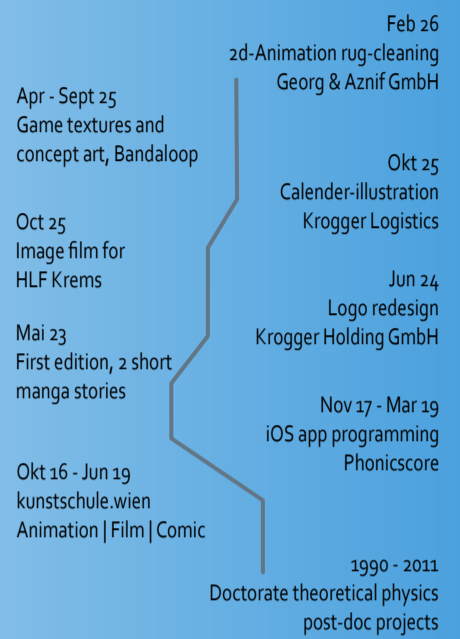 Feb 26
2d-Animation rug-cleaning
Georg & Aznif GmbH
Apr - Sept 25
Game textures and
concept art, Bandaloop
Okt 25
Calender-illustration
Krogger Logistics
Oct 25
Image film for
HLF Krems
Jun 24
Logo redesign
Krogger Holding GmbH
Mai 23
First edition, 2 short
manga stories
Nov 17 - Mar 19
iOS app programming
Phonicscore
Okt 16 - Jun 19
kunstschule.wien
Animation | Film | Comic
1990 - 2011
Doctorate theoretical physics
post-doc projects